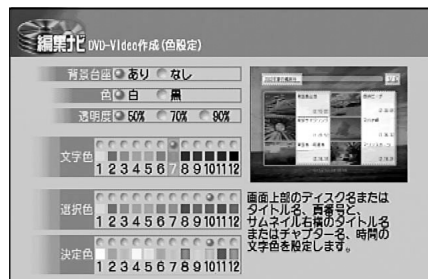 編集ナビ DVD-Video作成(色設定)
背景台座 あり なし
色 白 黒
透明度 50% 70% 90%
文字色
1 2 3 4 5 6 7 8 9 10 11 12
選択色
1 2 3 4 5 6 7 8 9 10 11 12
決定色
1 2 3 4 5 6 7 8 9 10 11 12
画面上部のディスク名または
タイトル名、頁番号と、
サムネイル右横のタイトル名
またはチャプター名、時間の
文字色を設定します。